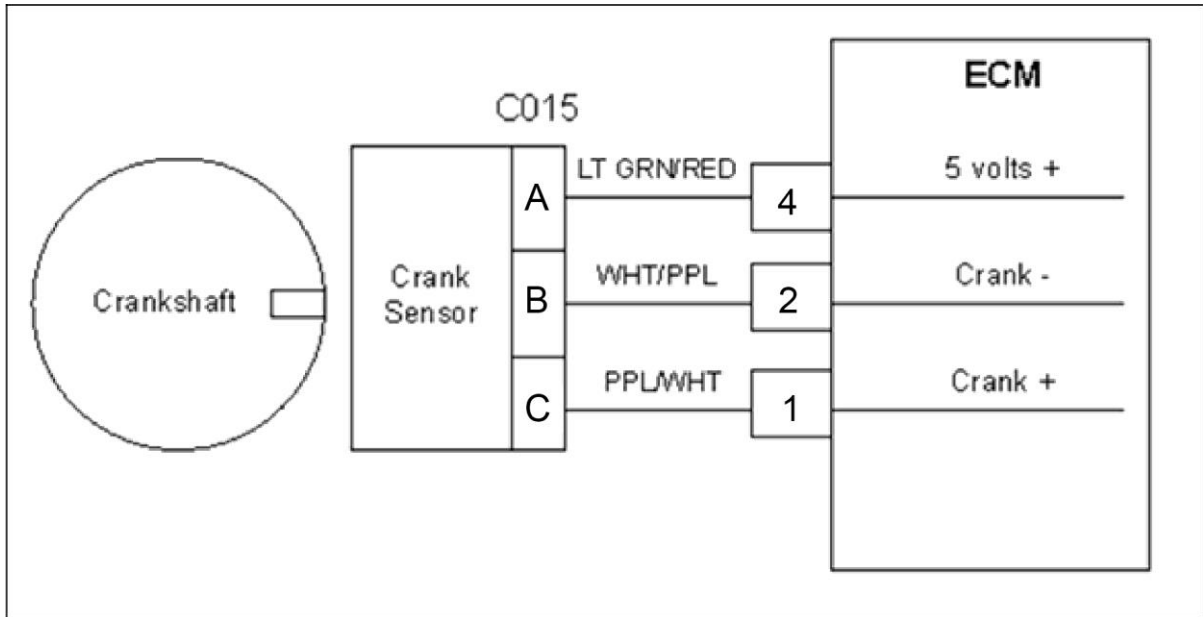 ECM
C015
LT GRN/RED
5 volts +
A
4
Crankshaft
Crank
Sensor
WHT/PPL
Crank -
B
2
PPL/WHT
Crank +
C
1